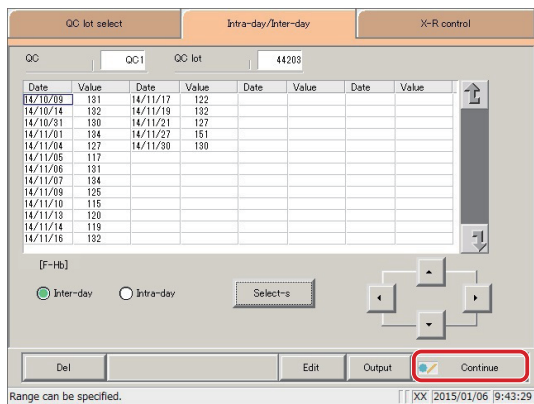 QC lot select Intra-day/Inter-day X-R control
QC QC1 QC lot 44203
Date Value Date Value Date Value Date Value
14/10/09 131 14/11/17 122
14/10/14 132 14/11/19 132
14/10/31 130 14/11/21 127
14/11/01 134 14/11/27 151
14/11/04 127 14/11/30 130
14/11/05 117
14/11/06 131
14/11/07 134
14/11/09 125
14/11/10 115
14/11/13 120
14/11/14 119
14/11/16 132
[F-Hb]
Inter-day Intra-day Select-s
Del Edit Output Continue
Range can be specified. XX 2015/01/06 9:43:29